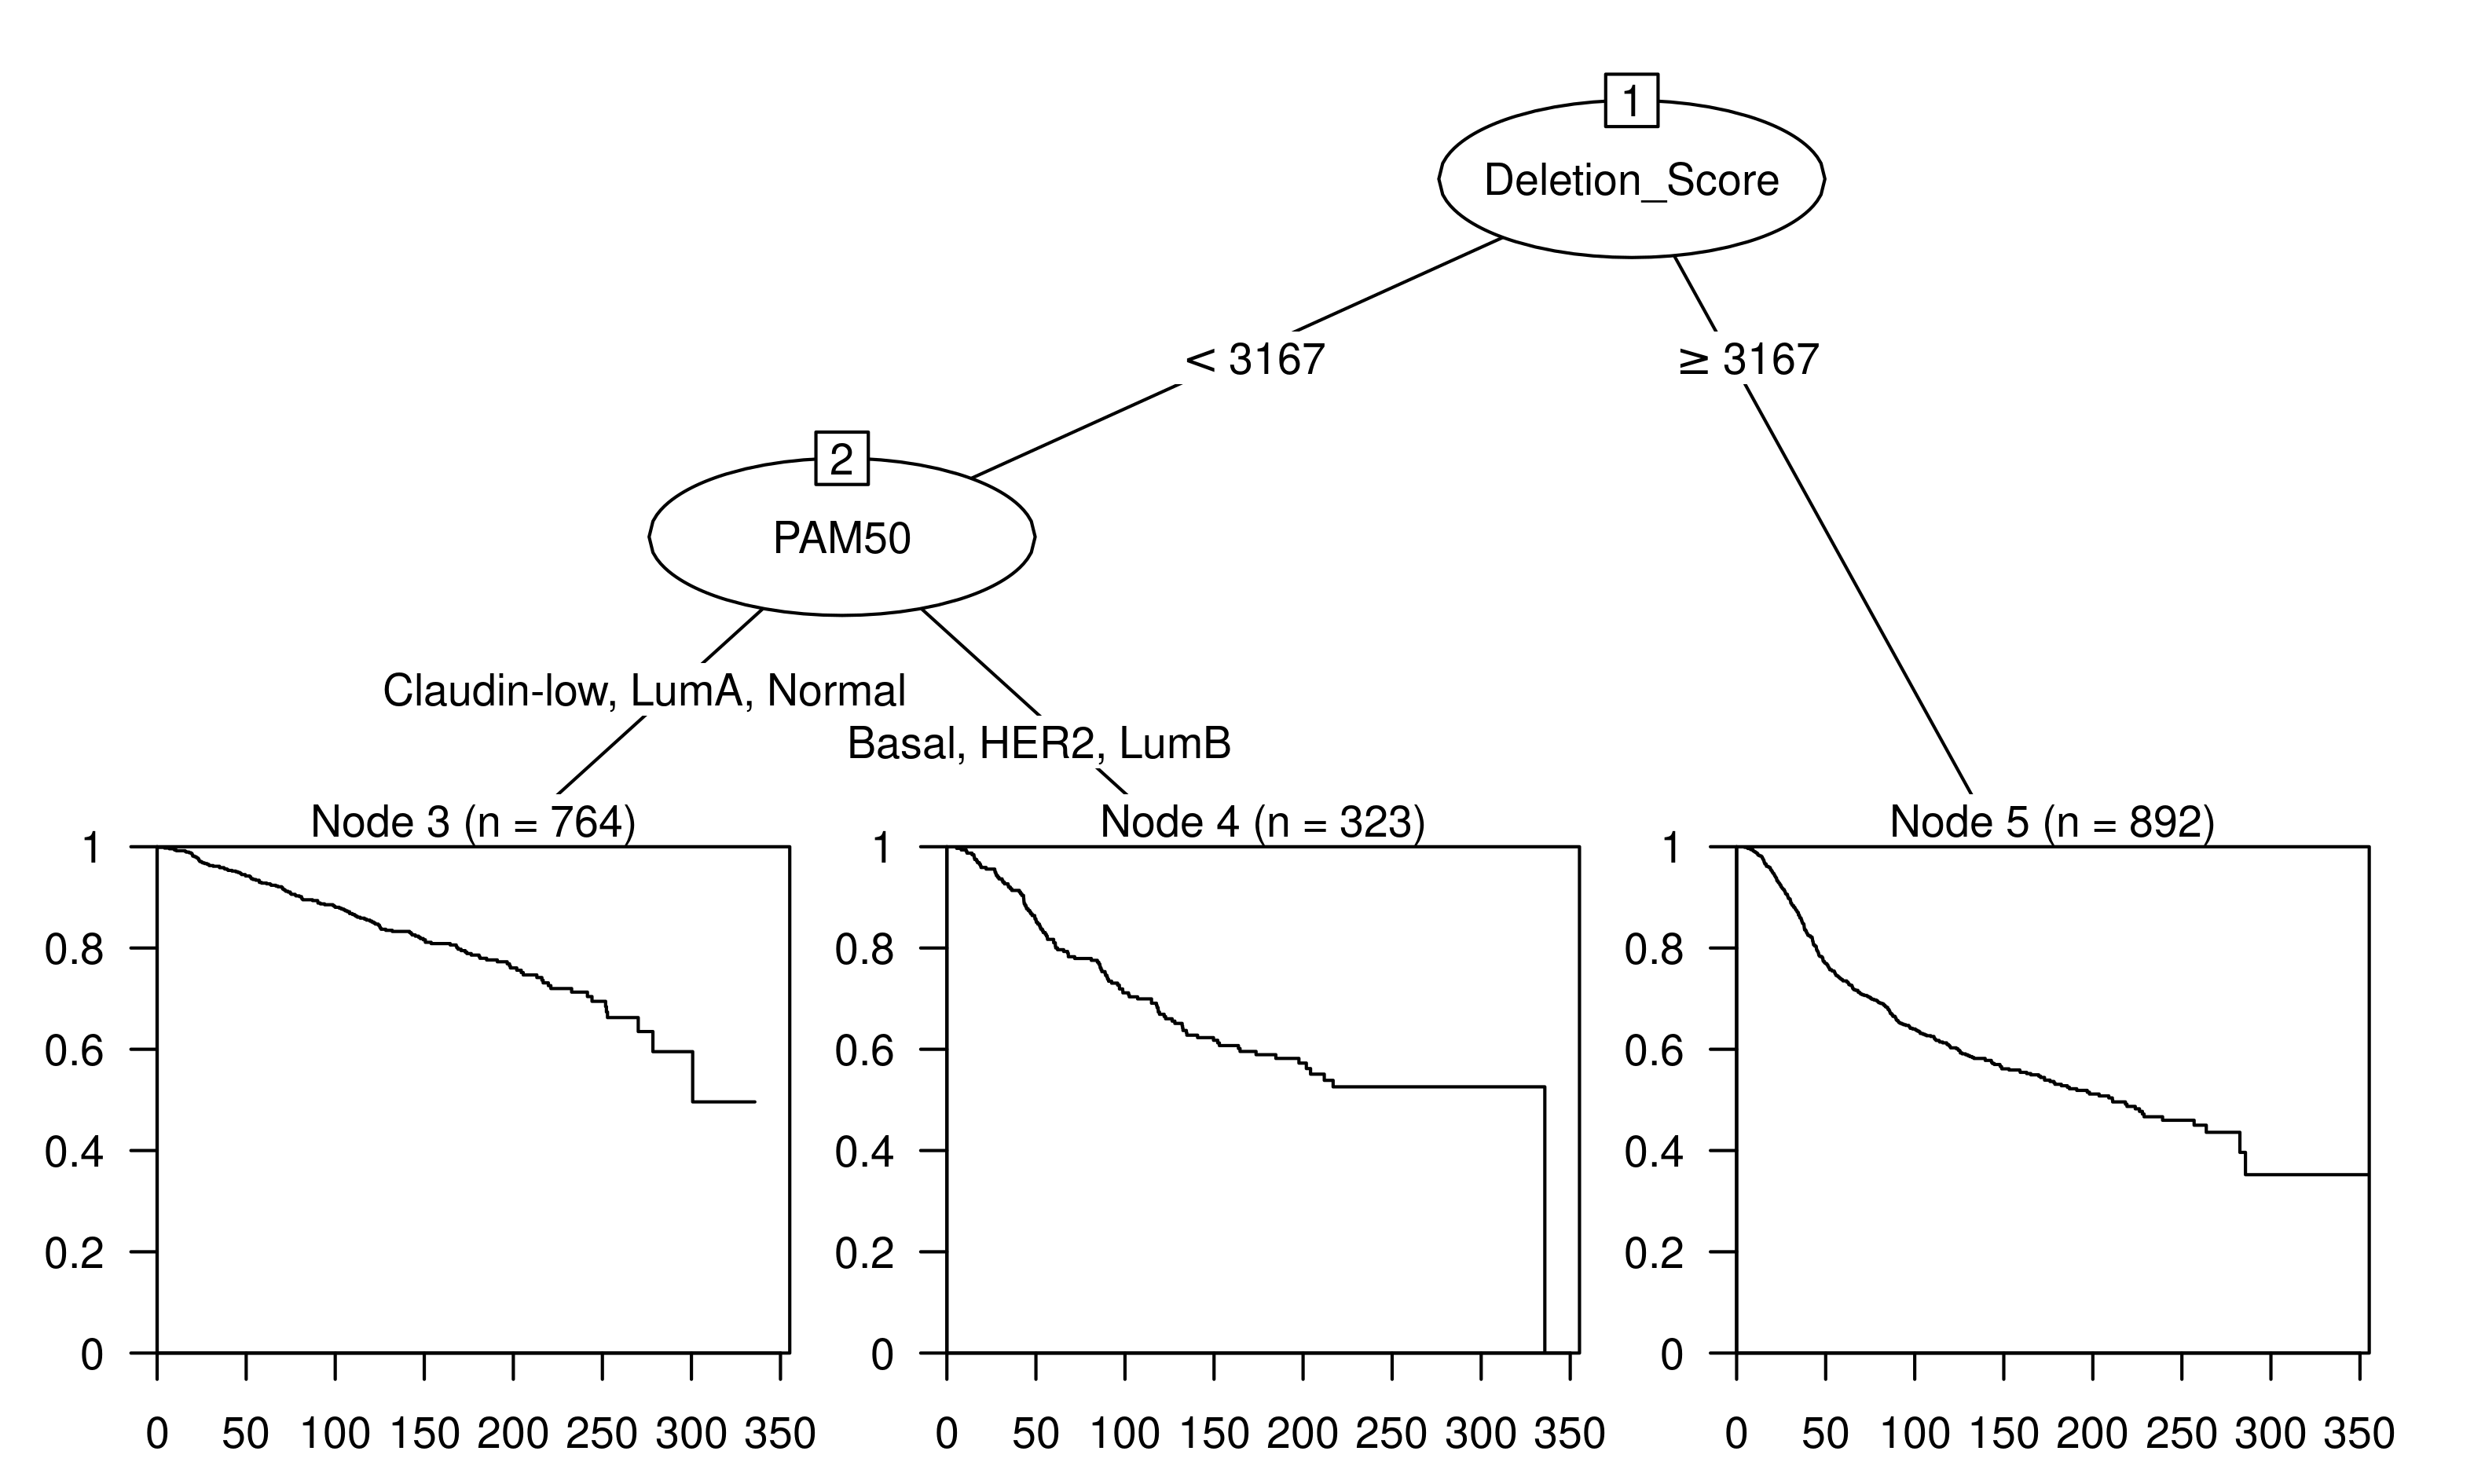 1
Deletion_Score
< 3167
≥ 3167
2
PAM50
Claudin-low, LumA, Normal
Basal, HER2, LumB
Node 3 (n = 764)
1
0.8
0.6
0.4
0.2
0
0 50 100 150 200 250 300 350
Node 4 (n = 323)
1
0.8
0.6
0.4
0.2
0
0 50 100 150 200 250 300 350
Node 5 (n = 892)
1
0.8
0.6
0.4
0.2
0
0 50 100 150 200 250 300 350